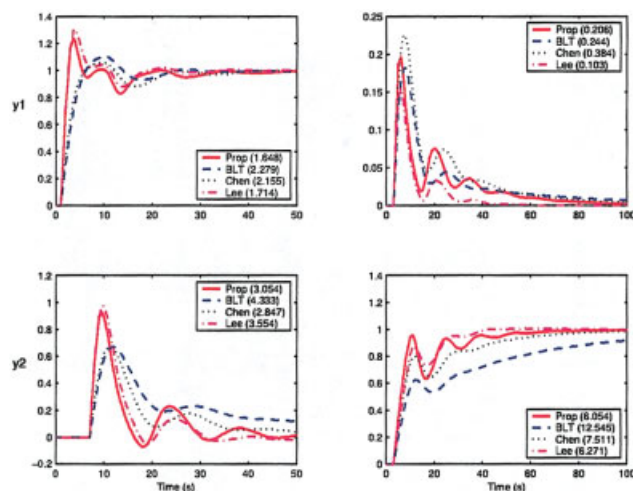 1.4
1.2
1
0.8
0.6
0.4
0.2
0
0 10 20 30 40 50
y1
Prop (1.648)
BLT (2.279)
Chen (2.155)
Lee (1.714)
0.25
0.2
0.15
0.1
0.05
0
0 20 40 60 80 100
Prop (0.206)
BLT (0.244)
Chen (0.384)
Lee (0.103)
1.4
1.2
1
0.8
0.6
0.4
0.2
0
-0.2
0 10 20 30 40 50
y2
Time (s)
Prop (3.054)
BLT (4.333)
Chen (2.847)
Lee (3.554)
1.4
1.2
1
0.8
0.6
0.4
0.2
0
0 20 40 60 80 100
Time (s)
Prop (6.054)
BLT (12.545)
Chen (7.511)
Lee (6.271)